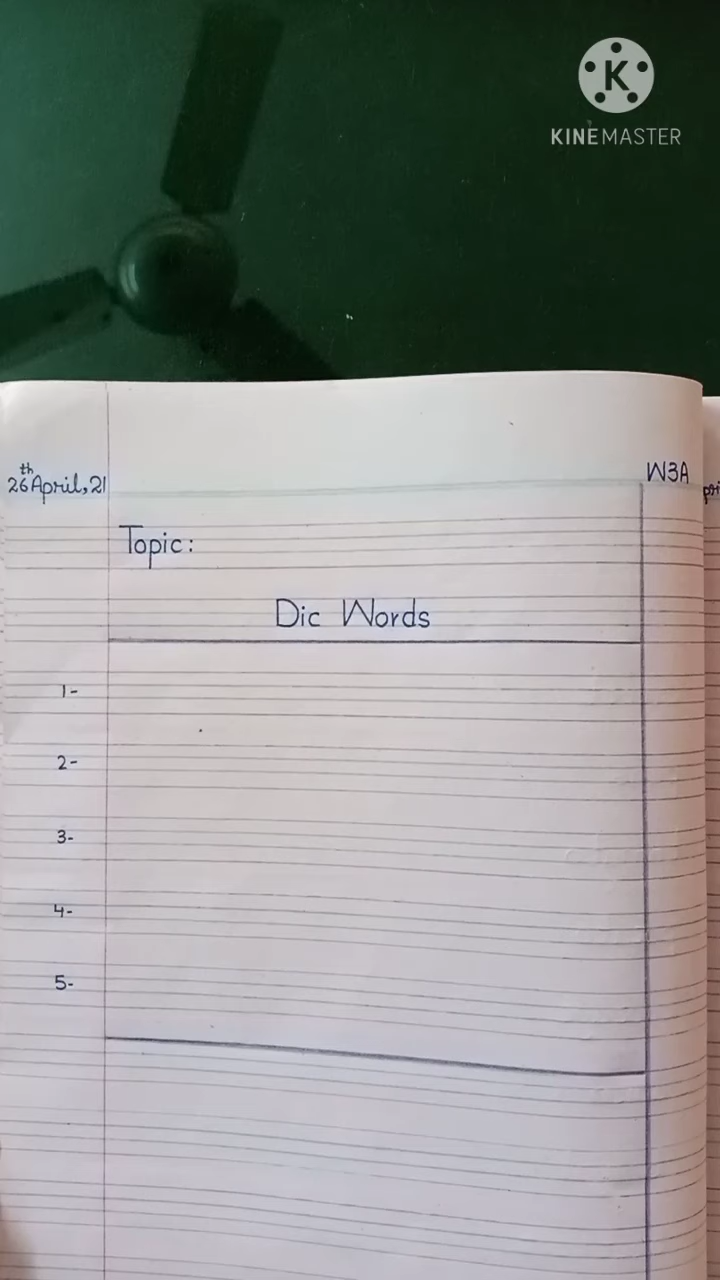 K
KINEMASTER
26th April, 21
W3A
Topic:
Dic Words
1-
2-
3-
4-
5-